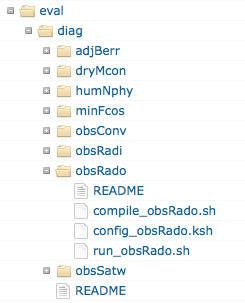 eval
diag
adjBerr
dryMcon
humNphy
minFcos
obsConv
obsRadi
obsRado
README
compile_obsRado.sh
config_obsRado.ksh
run_obsRado.sh
obsSatw
README